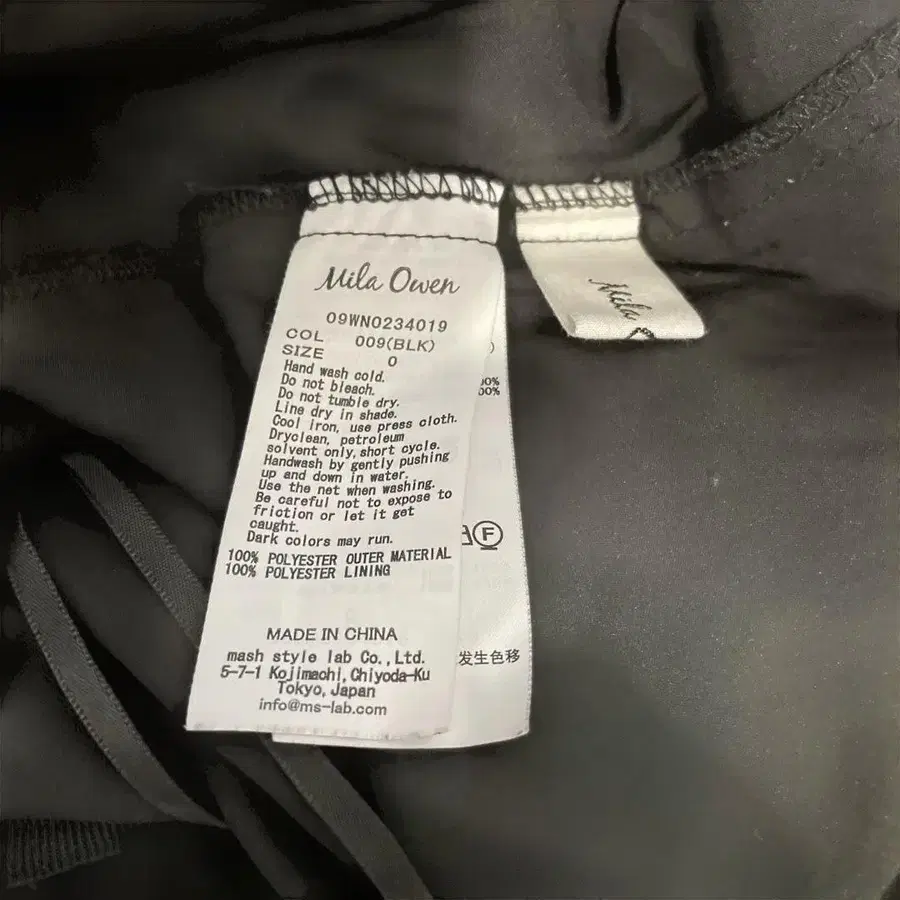 Mila Owen
09WNO234019
COL 009(BLK)
SIZE 0
Hand wash cold.
Do not bleach.
Do not tumble dry.
Line dry in shade.
Cool iron, use press cloth.
Dryclean, petroleum
solvent only,short cycle.
Handwash by gently pushing
up and down in water.
Use the net when washing.
Be careful not to expose to
friction or let it get
caught.
Dark colors may run.
100% POLYESTER OUTER MATERIAL
100% POLYESTER LINING
MADE IN CHINA
mash style lab Co.,Ltd.
5-7-1 Kojimachi,Chiyoda-Ku
Tokyo,Japan
info@ms-lab.com
Mila
00%
00%
F
发生色移